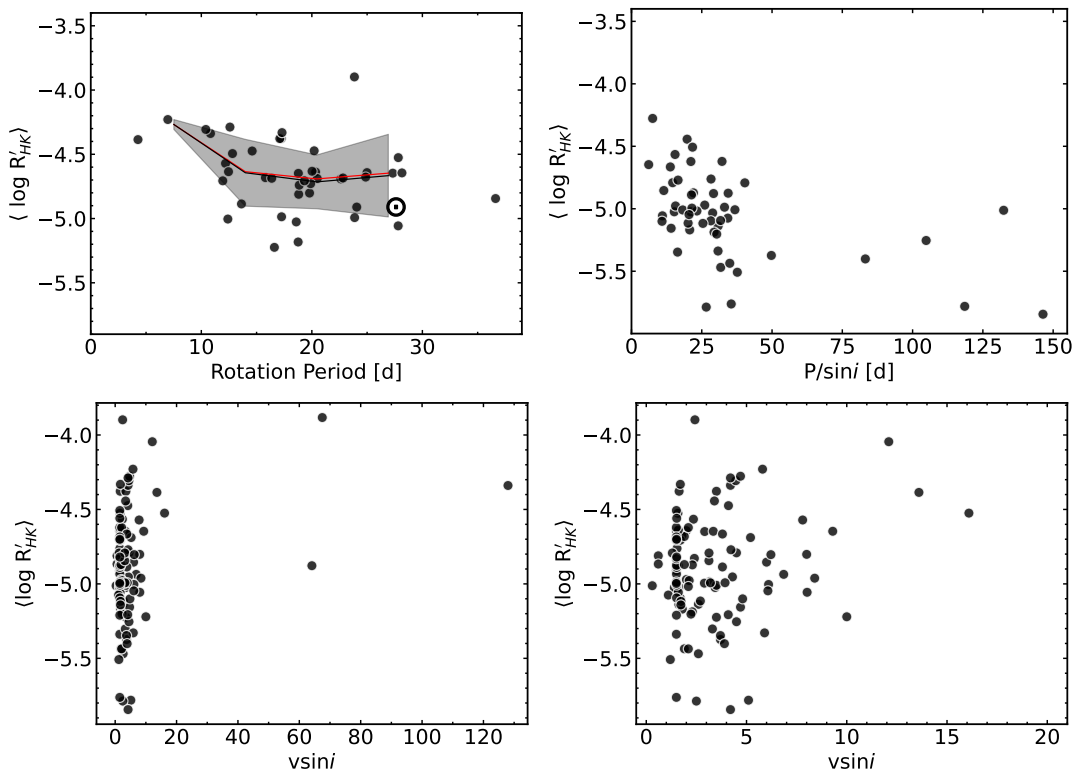 −3.5
−4.0
−4.5
−5.0
−5.5
⟨ log R′HK⟩
0 10 20 30
Rotation Period [d]
−3.5
−4.0
−4.5
−5.0
−5.5
⟨ log R′HK⟩
0 25 50 75 100 125 150
P/sini [d]
−4.0
−4.5
−5.0
−5.5
⟨log R′HK⟩
0 20 40 60 80 100 120
vsini
−4.0
−4.5
−5.0
−5.5
⟨log R′HK⟩
0 5 10 15 20
vsini